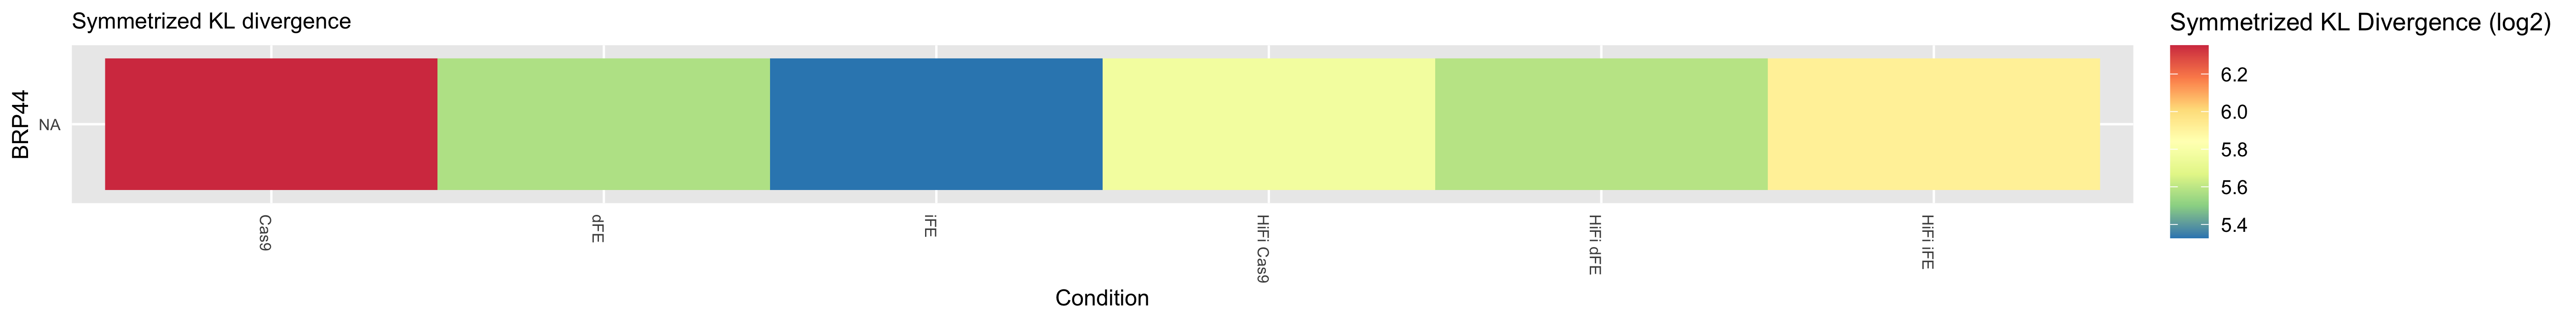 Symmetrized KL divergence
BRP44
NA
Cas9
dFE
iFE
HiFi Cas9
HiFi dFE
HiFi iFE
Condition
Symmetrized KL Divergence (log2)
6.2
6.0
5.8
5.6
5.4